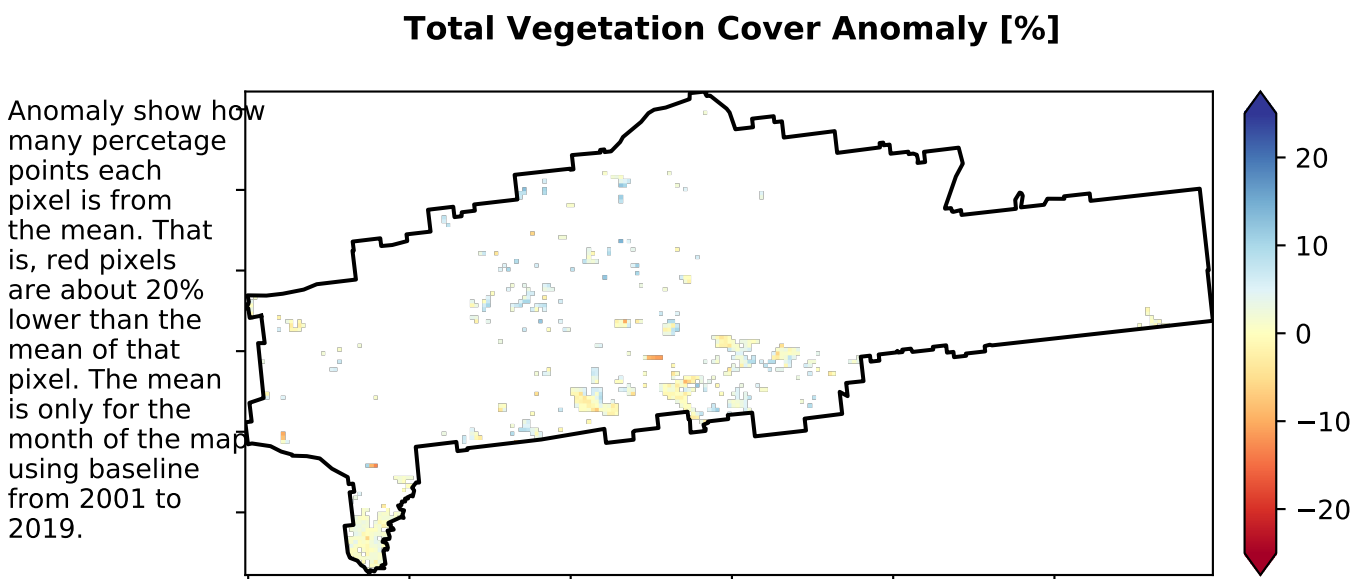 Total Vegetation Cover Anomaly [%]
Anomaly show how
many percetage
points each
pixel is from
the mean. That
is, red pixels
are about 20%
lower than the
mean of that
pixel. The mean
is only for the
month of the map
using baseline
from 2001 to
2019.
20
10
0
−10
−20